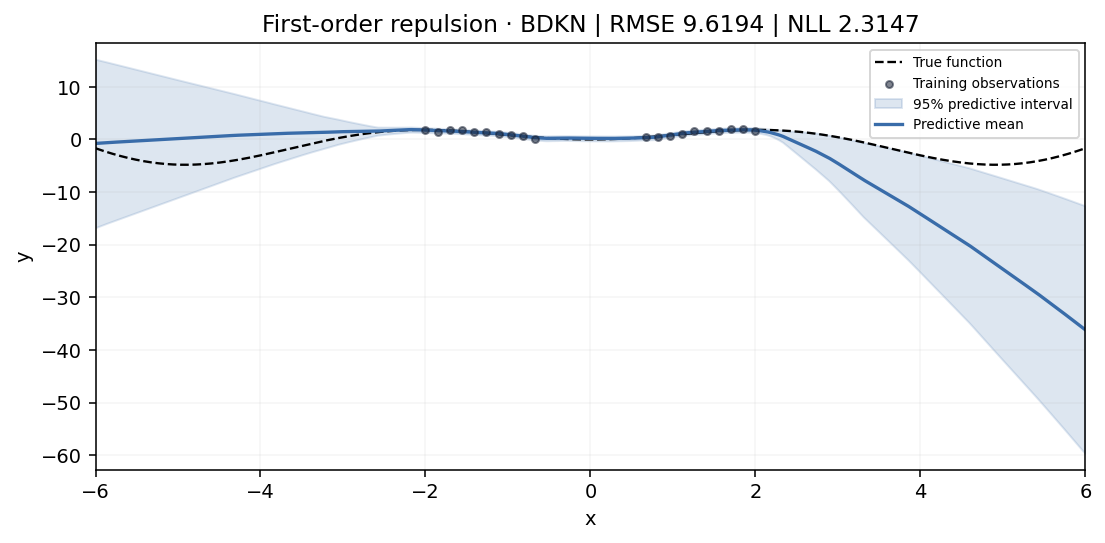 First-order repulsion · BDKN | RMSE 9.6194 | NLL 2.3147
True function
Training observations
95% predictive interval
Predictive mean
10
0
−10
−20
−30
−40
−50
−60
y
−6
−4
−2
0
2
4
6
x